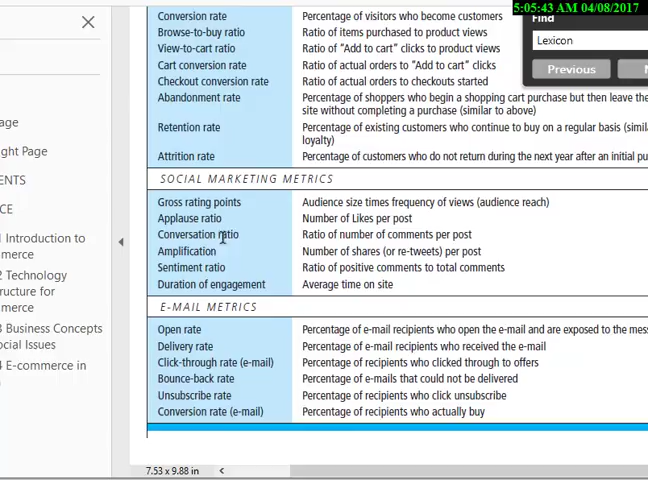 5:05:43 AM 04/08/2017
Find
Lexicon
Previous
N
age
ght Page
ENTS
CE
1 Introduction to
mmerce
2 Technology
tructure for
mmerce
3 Business Concepts
ocial Issues
4 E-commerce in
Conversion rate Percentage of visitors who become customers
Browse-to-buy ratio Ratio of items purchased to product views
View-to-cart ratio Ratio of "Add to cart" clicks to product views
Cart conversion rate Ratio of actual orders to "Add to cart" clicks
Checkout conversion rate Ratio of actual orders to checkouts started
Abandonment rate Percentage of shoppers who begin a shopping cart purchase but then leave the
site without completing a purchase (similar to above)
Retention rate Percentage of existing customers who continue to buy on a regular basis (simila
loyalty)
Attrition rate Percentage of customers who do not return during the next year after an initial pu
SOCIAL MARKETING METRICS
Gross rating points Audience size times frequency of views (audience reach)
Applause ratio Number of Likes per post
Conversation ratio Ratio of number of comments per post
Amplification Number of shares (or re-tweets) per post
Sentiment ratio Ratio of positive comments to total comments
Duration of engagement Average time on site
E-MAIL METRICS
Open rate Percentage of e-mail recipients who open the e-mail and are exposed to the mess
Delivery rate Percentage of e-mail recipients who received the e-mail
Click-through rate (e-mail) Percentage of recipients who clicked through to offers
Bounce-back rate Percentage of e-mails that could not be delivered
Unsubscribe rate Percentage of recipients who click unsubscribe
Conversion rate (e-mail) Percentage of recipients who actually buy
7.53 x 9.88 in